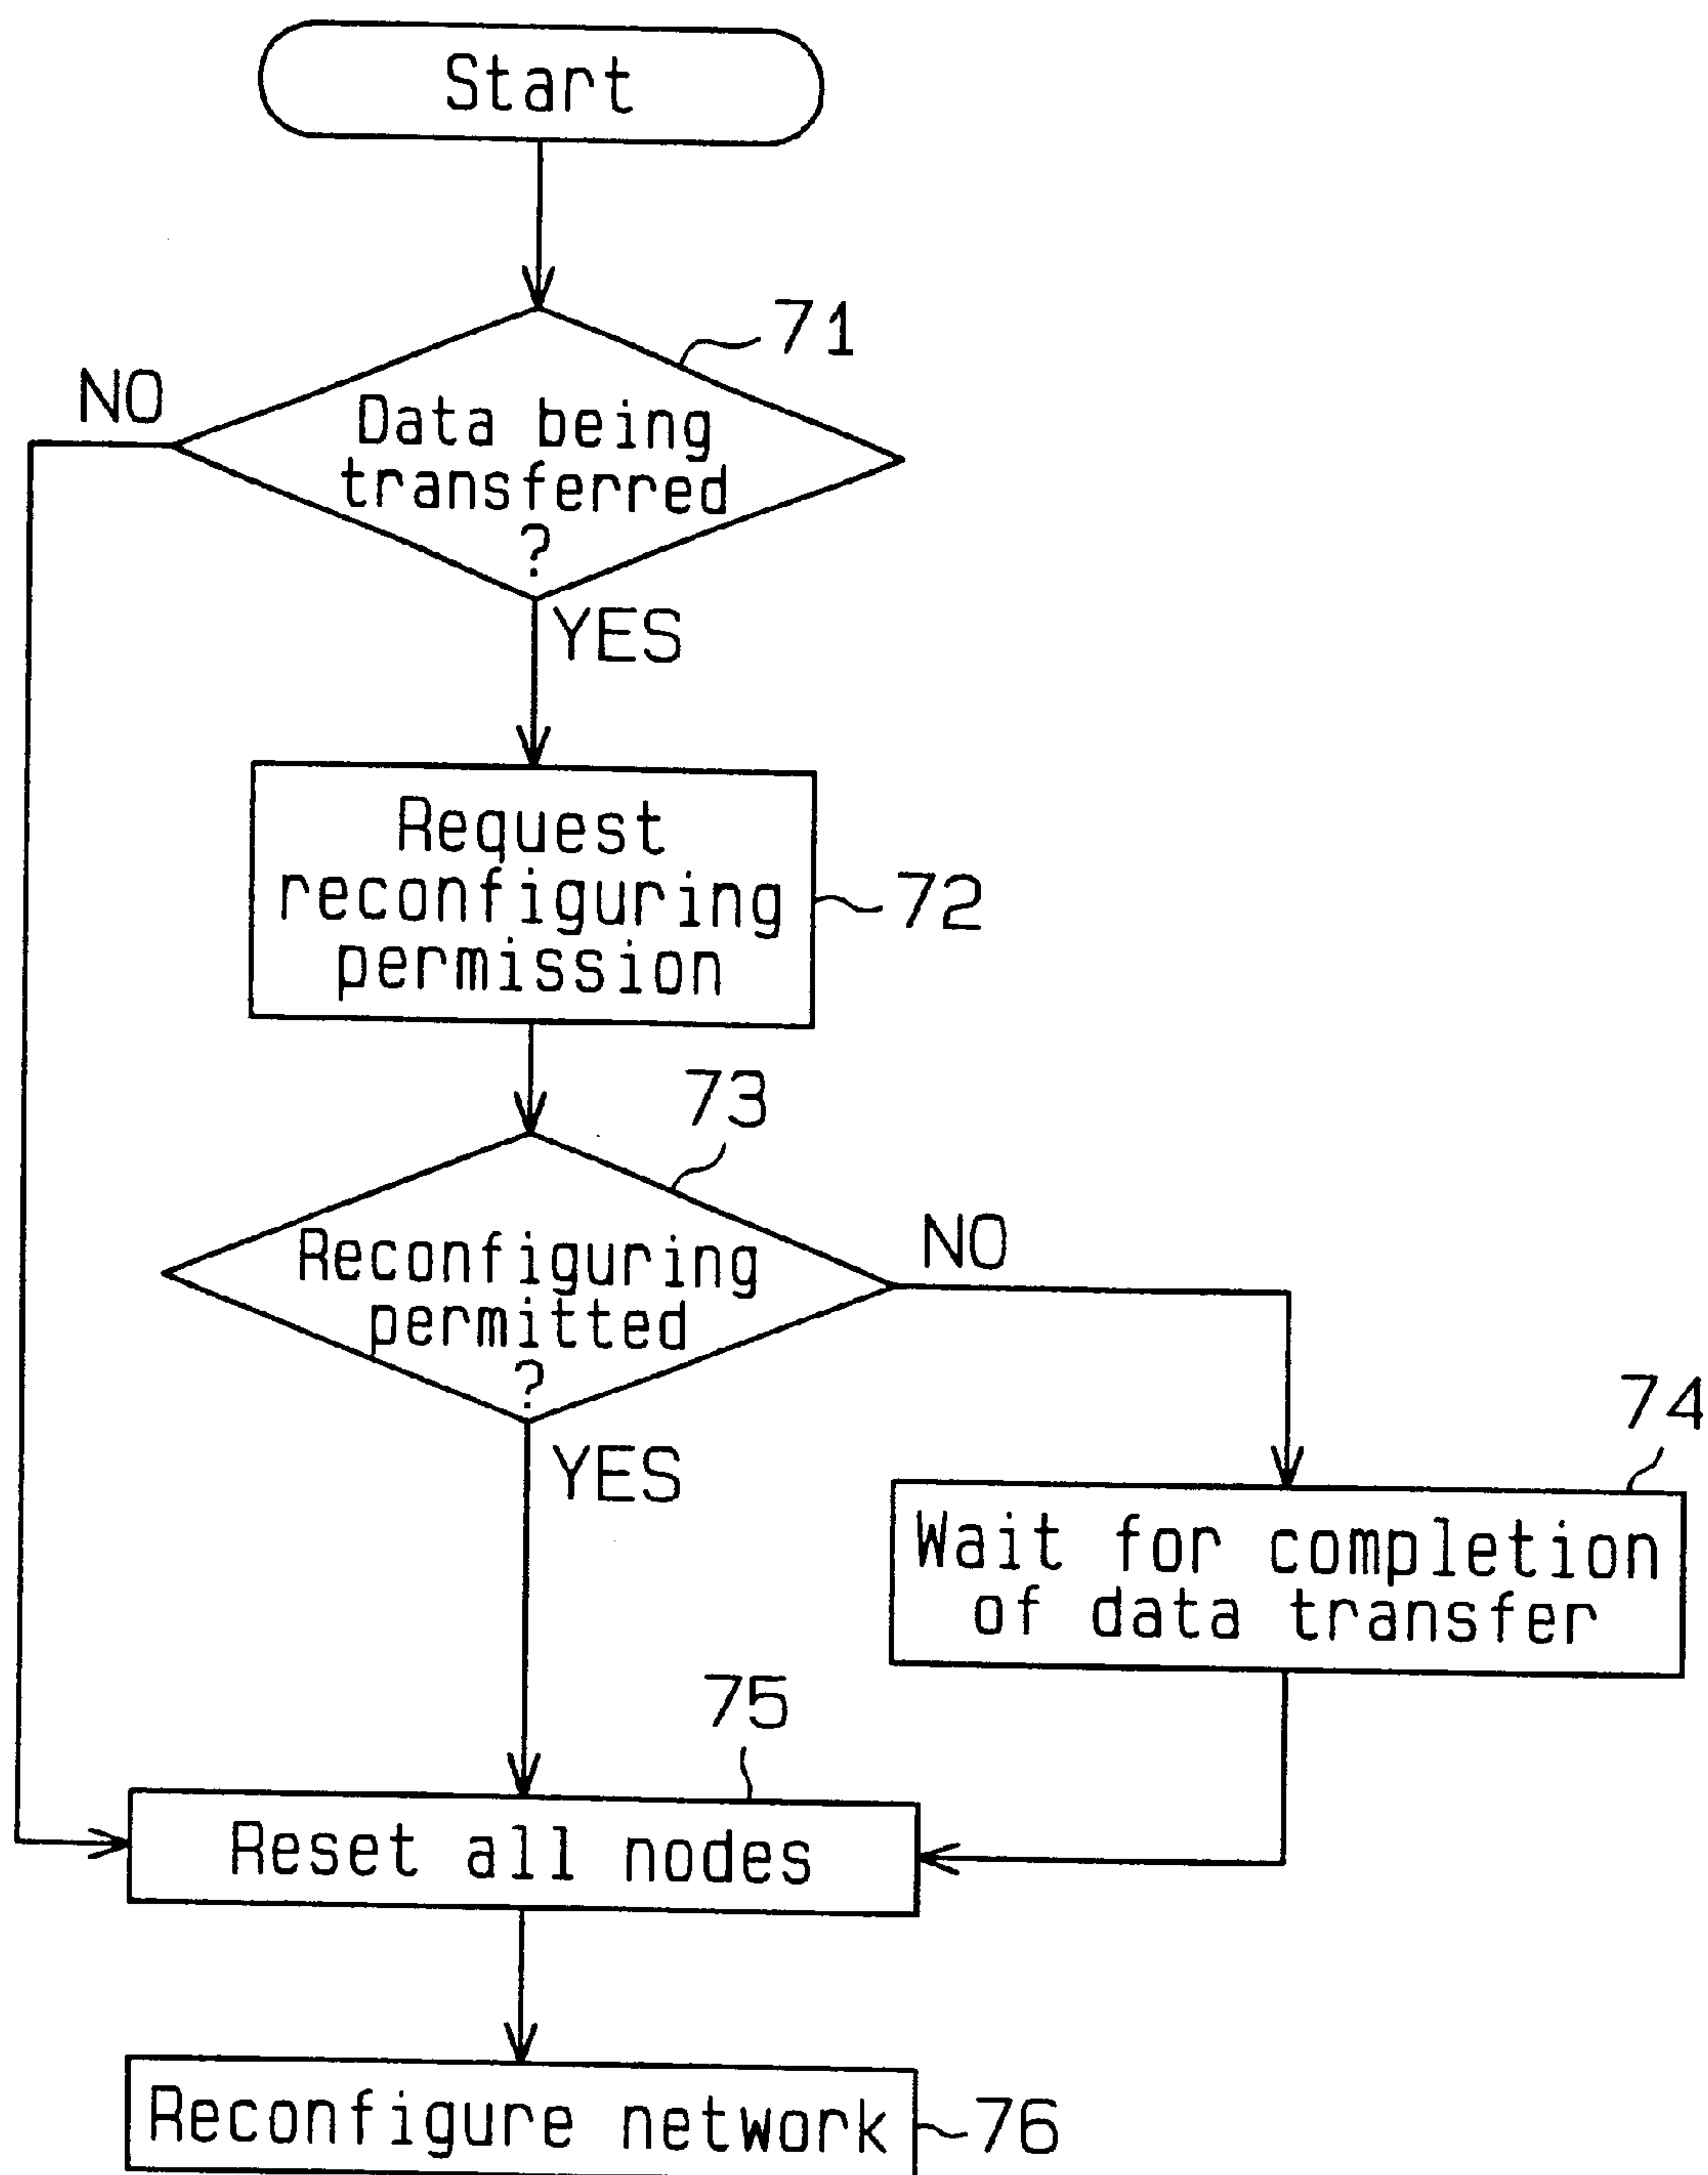 Start
71
NO
Data being
transferred
?
YES
Request
reconfiguring
permission
72
73
Reconfiguring
permitted
?
NO
YES
74
Wait for completion
of data transfer
75
Reset all nodes
Reconfigure network
76